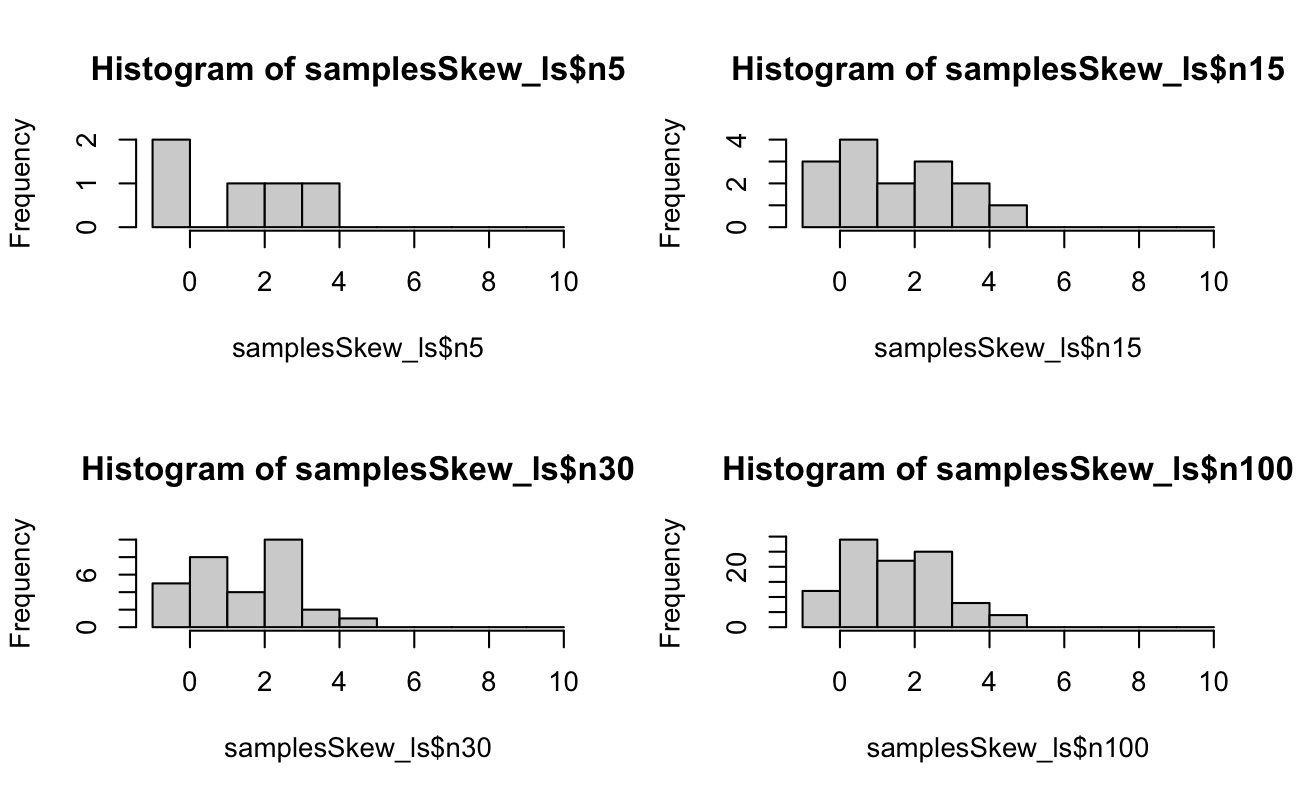 Histogram of samplesSkew_ls$n5
Frequency
2
1
0
0 2 4 6 8 10
samplesSkew_ls$n5
Histogram of samplesSkew_ls$n15
Frequency
4
2
0
0 2 4 6 8 10
samplesSkew_ls$n15
Histogram of samplesSkew_ls$n30
Frequency
6
0
0 2 4 6 8 10
samplesSkew_ls$n30
Histogram of samplesSkew_ls$n100
Frequency
20
0
0 2 4 6 8 10
samplesSkew_ls$n100